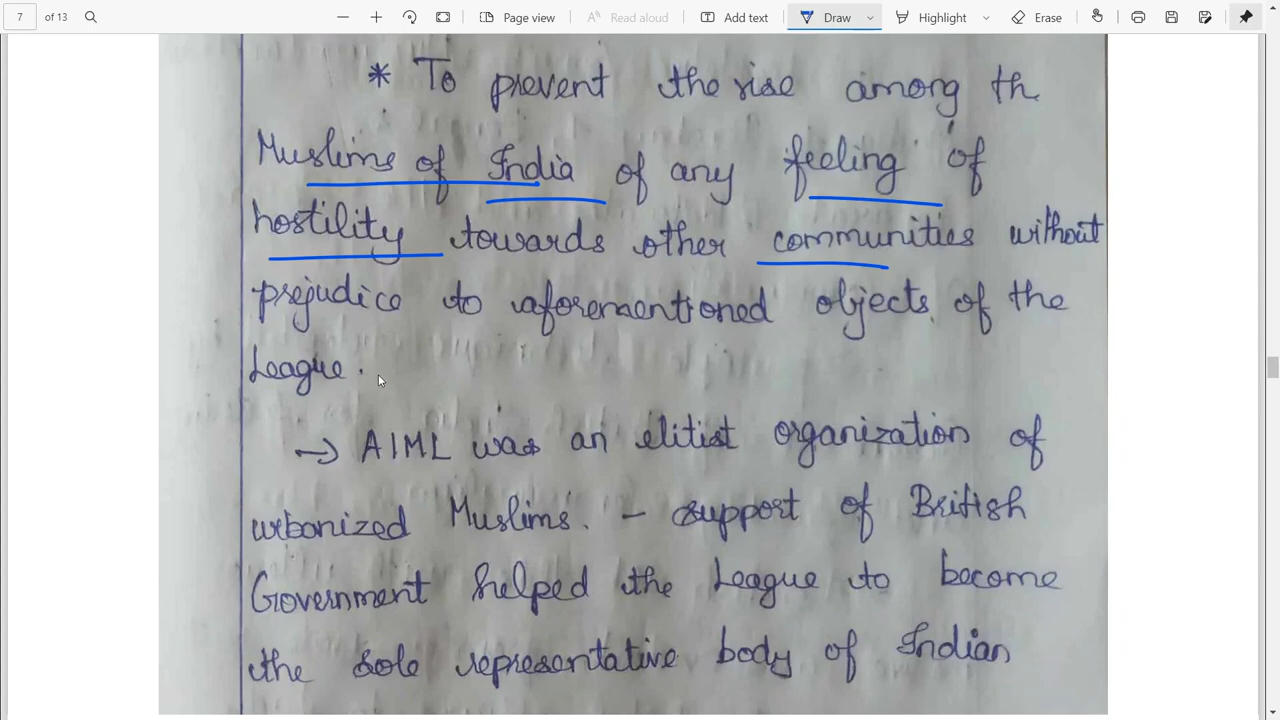 7 of 13 Page view Read aloud Add text Draw Highlight Erase
* To prevent the rise among th
Muslims of India of any feeling of
hostility towards other communities without
prejudice to aforementioned objects of the
League.
→ AIML was an elitist organization of
urbanized Muslims. - support of British
Government helped the League to become
the sole representative body of Indian